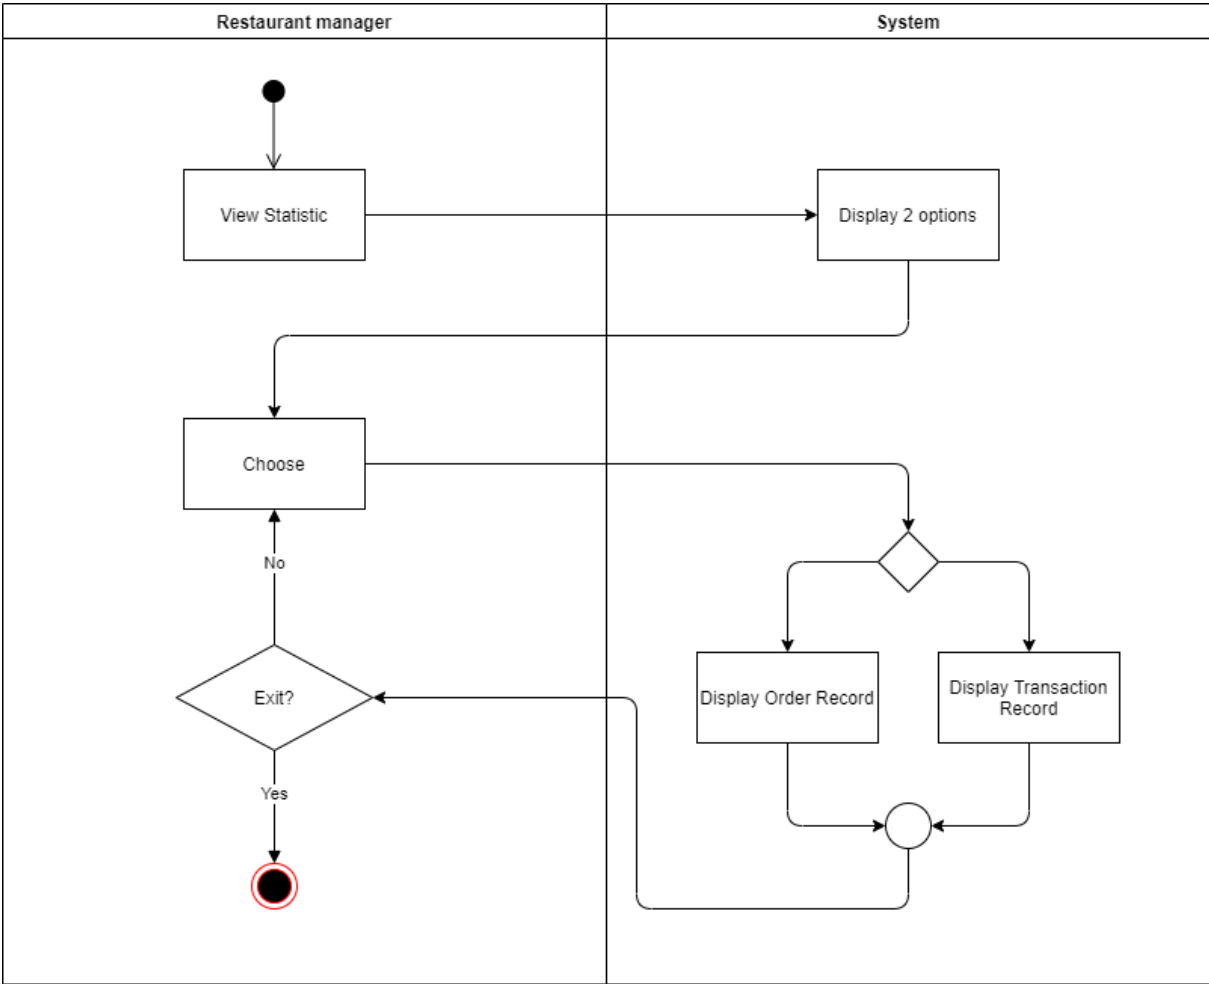 Restaurant manager
System
View Statistic
Display 2 options
Choose
No
Exit?
Display Order Record
Display Transaction
Record
Yes